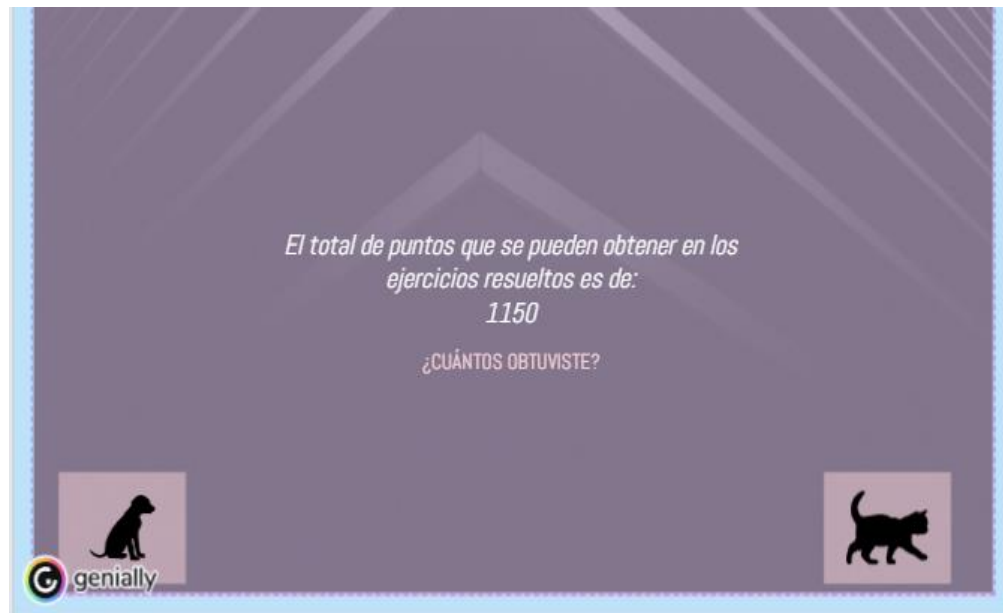 El total de puntos que se pueden obtener en los
ejercicios resueltos es de:
1150
¿CUÁNTOS OBTUVISTE?
G genially